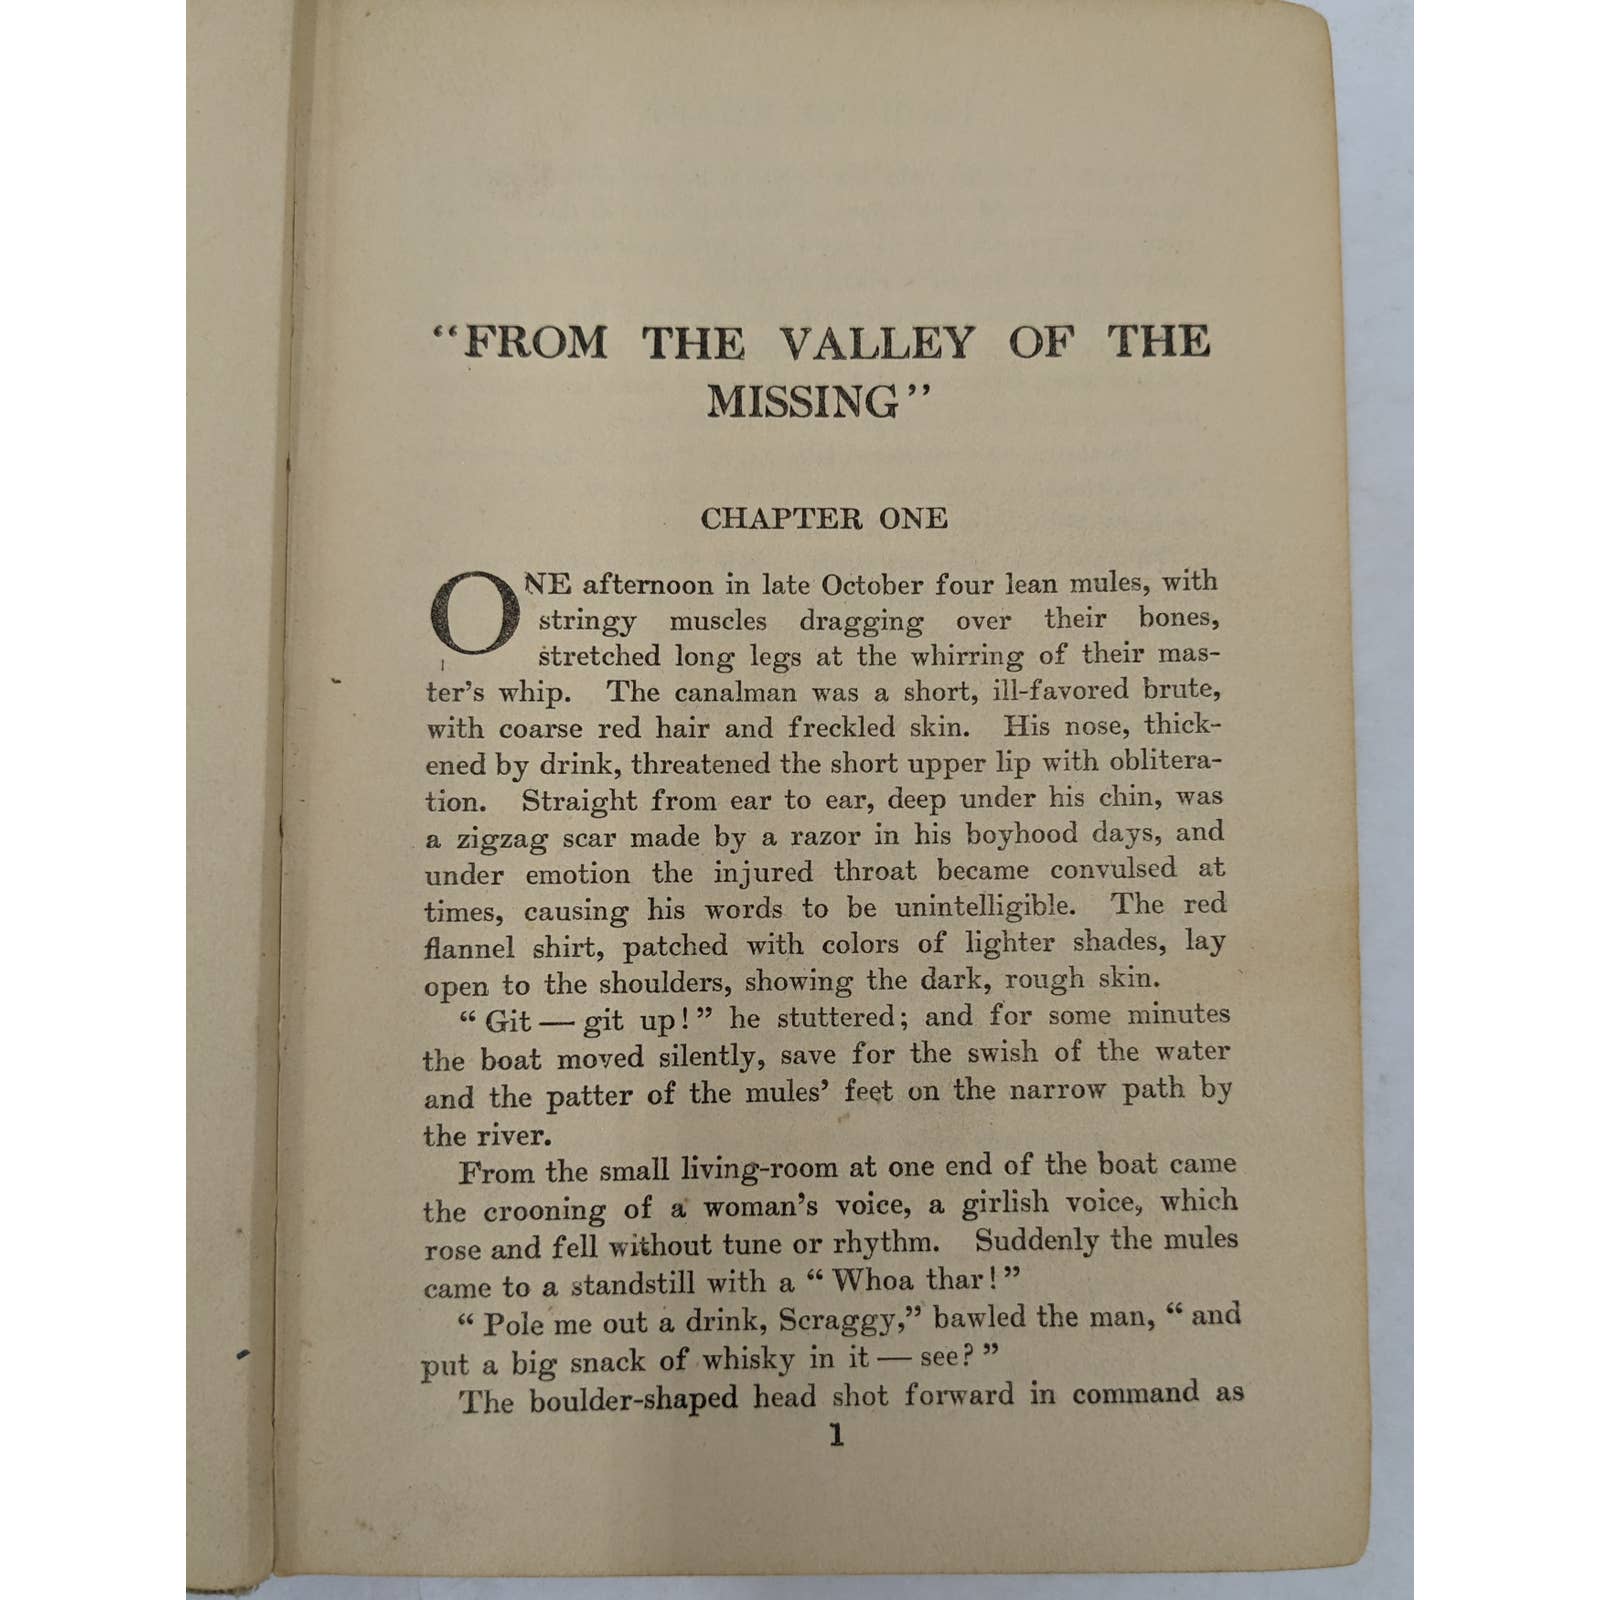 "FROM THE VALLEY OF THE
MISSING"
CHAPTER ONE
ONE afternoon in late October four lean mules, with
stringy muscles dragging over their bones,
stretched long legs at the whirring of their mas-
ter's whip. The canalman was a short, ill-favored brute,
with coarse red hair and freckled skin. His nose, thick-
ened by drink, threatened the short upper lip with oblitera-
tion. Straight from ear to ear, deep under his chin, was
a zigzag scar made by a razor in his boyhood days, and
under emotion the injured throat became convulsed at
times, causing his words to be unintelligible. The red
flannel shirt, patched with colors of lighter shades, lay
open to the shoulders, showing the dark, rough skin.
"Git — git up!" he stuttered; and for some minutes
the boat moved silently, save for the swish of the water
and the patter of the mules' feet on the narrow path by
the river.
From the small living-room at one end of the boat came
the crooning of a woman's voice, a girlish voice, which
rose and fell without tune or rhythm. Suddenly the mules
came to a standstill with a "Whoa thar!"
"Pole me out a drink, Scraggy," bawled the man, "and
put a big snack of whisky in it — see?"
The boulder-shaped head shot forward in command as
1